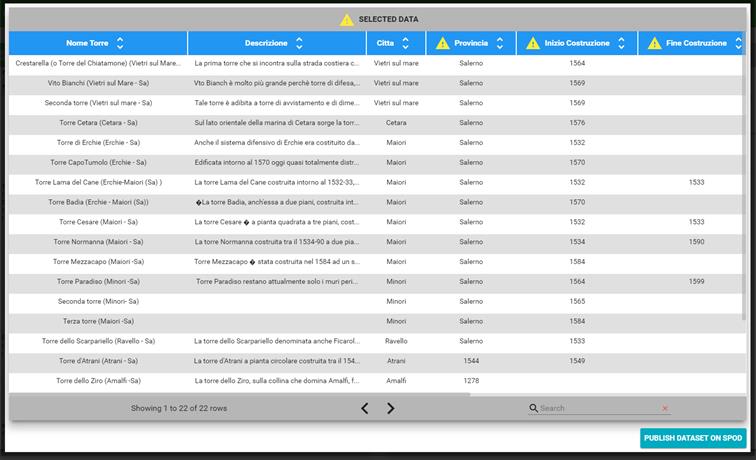 SELECTED DATA
Nome Torre Descrizione Citta Provincia Inizio Costruzione Fine Costruzione
Crestarella (o Torre del Chiatamone) (Vietri sul Mare... La prima torre che si incontra sulla strada costiera c... Vietri sul mare Salerno 1564
Vito Bianchi (Vietri sul Mare - Sa) Vto Bianch è molto più grande perchè torre di difesa,... Vietri sul mare Salerno 1569
Seconda torre (Vietri sul Mare - Sa) Tale torre è adibita a torre di avvistamento e di dime... Vietri sul mare Salerno 1569
Torre Cetara (Cetara - Sa) Sul lato orientale della marina di Cetara sorge la torr... Cetara Salerno 1576
Torre di Erchie (Erchie - Sa) Anche il sistema difensivo di Erchie era costituito da... Maiori Salerno 1532
Torre CapoTumolo (Erchie - Sa) Edificata intorno al 1570 oggi quasi totalmente distr... Maiori Salerno 1570
Torre Lama del Cane (Erchie-Maiori (Sa) ) La torre Lama del Cane costruita intorno al 1532-33,... Maiori Salerno 1532 1533
Torre Badia (Erchie - Maiori (Sa)) �La torre Badia, anch'essa a due piani, costruita int... Maiori Salerno 1570
Torre Cesare (Maiori - Sa) La torre Cesare � a pianta quadrata a tre piani, cost... Maiori Salerno 1532 1533
Torre Normanna (Maiori - Sa) La torre Normanna costruita tra il 1534-90 a due pia... Maiori Salerno 1534 1590
Torre Mezzacapo (Maiori -Sa) Torre Mezzacapo � stata costruita nel 1584 ad un s... Maiori Salerno 1584
Torre Paradiso (Minori -Sa) Torre Paradiso restano attualmente solo i muri peri... Minori Salerno 1564 1599
Seconda torre (Minori- Sa) Minori Salerno 1565
Terza torre (Maiori -Sa) Minori Salerno 1584
Torre dello Scarpariello (Ravello - Sa) La torre dello Scarpariello denominata anche Ficarol... Ravello Salerno 1533
Torre d'Atrani (Atrani - Sa) La torre d'Atrani a pianta circolare costruita tra il 154... Atrani 1544 1549
Torre dello Ziro (Amalfi -Sa) La torre dello Ziro, sulla collina che domina Amalfi, f... Amalfi 1278
Showing 1 to 22 of 22 rows Search
PUBLISH DATASET ON SPOD